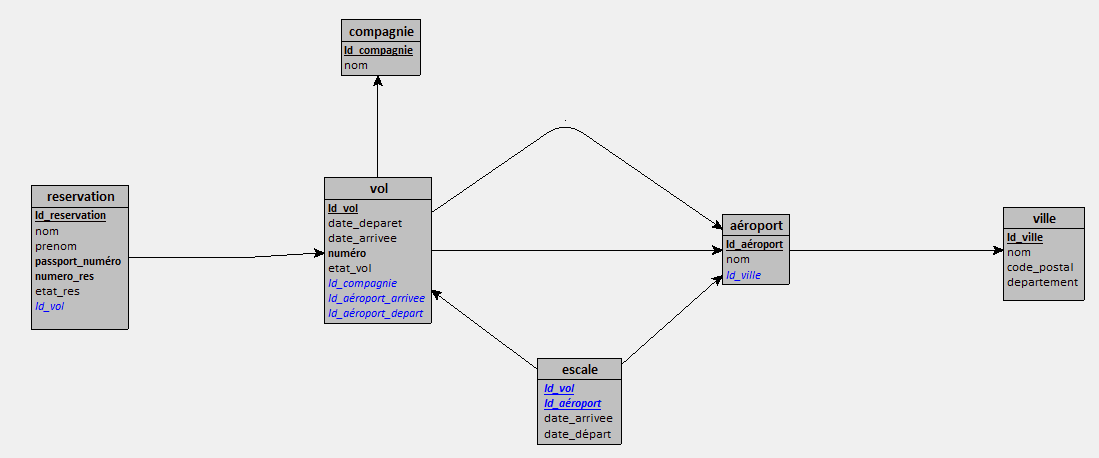 compagnie
Id_compagnie
nom
reservation
Id_reservation
nom
prenom
passport_numéro
numero_res
etat_res
Id_vol
vol
Id_vol
date_deparet
date_arrivee
numéro
etat_vol
Id_compagnie
Id_aéroport_arrivee
Id_aéroport_depart
aéroport
Id_aéroport
nom
Id_ville
ville
Id_ville
nom
code_postal
departement
escale
Id_vol
Id_aéroport
date_arrivee
date_départ